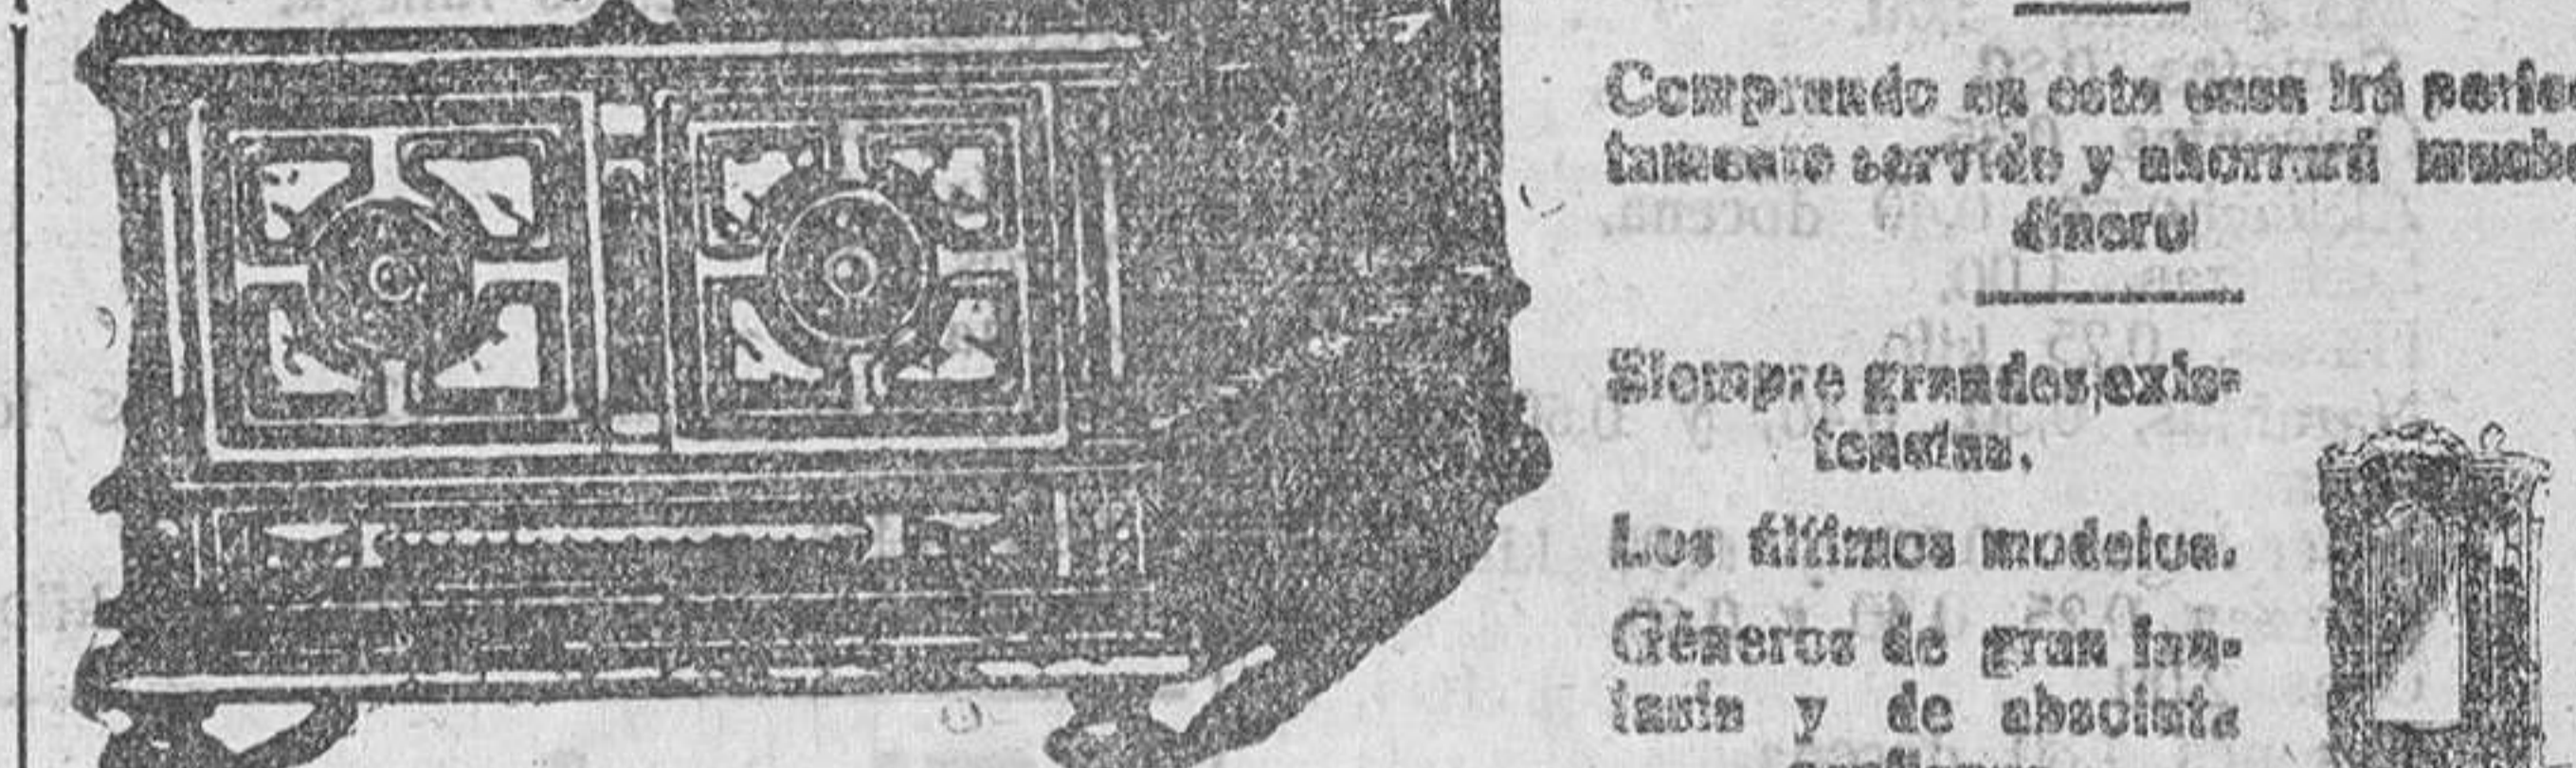 Comprando en esta casa irá perfec
tamente servido y ahorrará mucho
dinero
Siempre grandes exis-
tencias.
Los últimos modelos.
Géneros de gran fan-
tasía y de absoluta